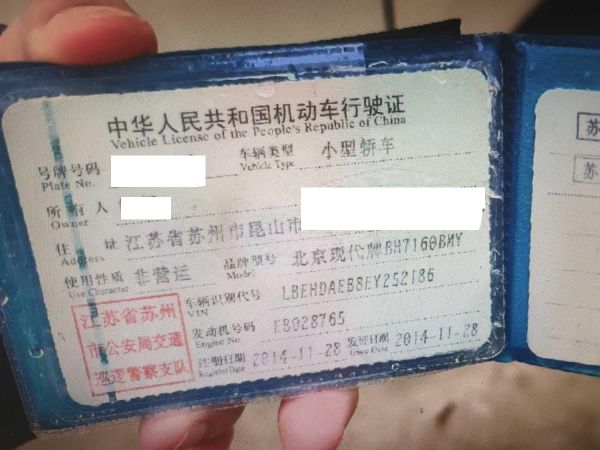 中华人民共和国机动车行驶证
Vehicle License of the People's Republic of China
号牌号码 车辆类型 小型轿车
Plate No. Vehicle Type
所有人
Owner
住址 江苏省苏州市昆山市
Address
使用性质 非营运 品牌型号 北京现代牌BH7160BMY
Use Character Model
车辆识别代号 LBEHDAEB8EY252186
VIN
发动机号码 EB028765
Engine No.
注册日期 2014-11-28 发证日期 2014-11-28
Register Date Issue Date
江苏省苏州
市公安局交通
巡逻警察支队
苏
苏